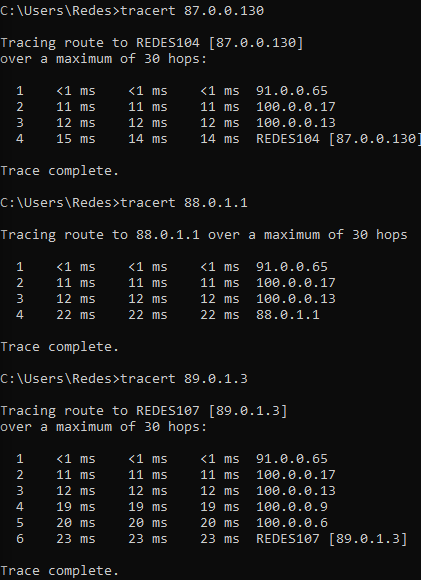 C:\Users\Redes>tracert 87.0.0.130
Tracing route to REDES104 [87.0.0.130]
over a maximum of 30 hops:
1 <1 ms <1 ms <1 ms 91.0.0.65
2 11 ms 11 ms 11 ms 100.0.0.17
3 12 ms 12 ms 12 ms 100.0.0.13
4 15 ms 14 ms 14 ms REDES104 [87.0.0.130]
Trace complete.
C:\Users\Redes>tracert 88.0.1.1
Tracing route to 88.0.1.1 over a maximum of 30 hops
1 <1 ms <1 ms <1 ms 91.0.0.65
2 11 ms 11 ms 11 ms 100.0.0.17
3 12 ms 12 ms 12 ms 100.0.0.13
4 22 ms 22 ms 22 ms 88.0.1.1
Trace complete.
C:\Users\Redes>tracert 89.0.1.3
Tracing route to REDES107 [89.0.1.3]
over a maximum of 30 hops:
1 <1 ms <1 ms <1 ms 91.0.0.65
2 11 ms 11 ms 11 ms 100.0.0.17
3 12 ms 12 ms 12 ms 100.0.0.13
4 19 ms 19 ms 19 ms 100.0.0.9
5 20 ms 20 ms 20 ms 100.0.0.6
6 23 ms 23 ms 23 ms REDES107 [89.0.1.3]
Trace complete.